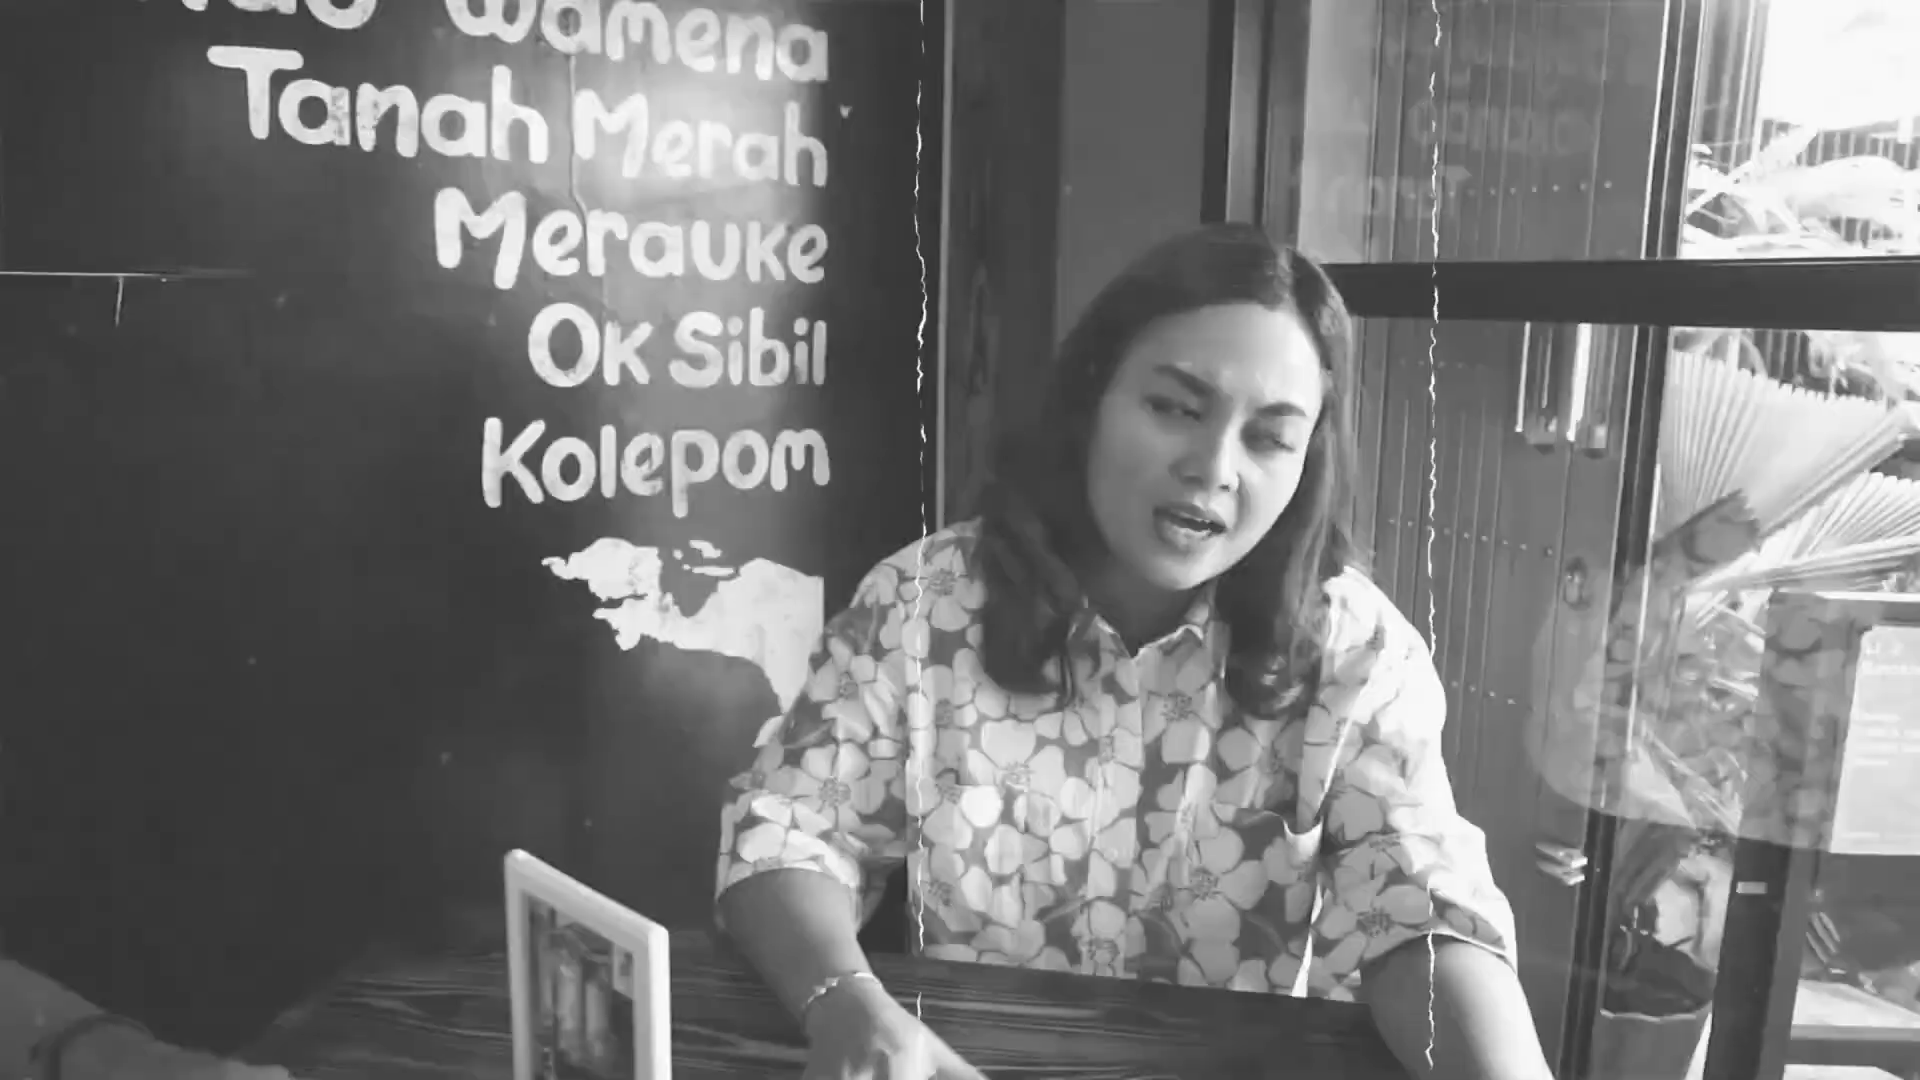 Wamena
Tanah Merah
Merauke
Ok Sibil
Kolepom